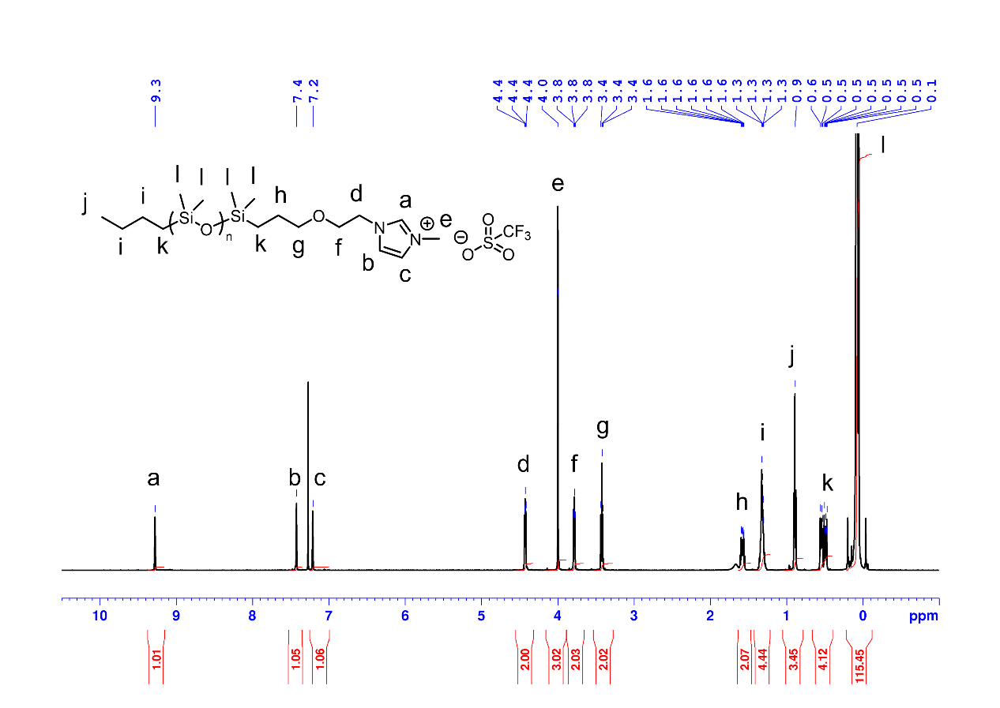 9.3 7.4 7.2 4.4 4.4 4.4 4.0 3.8 3.8 3.8 3.4 3.4 3.4 1.6 1.6 1.6 1.6 1.6 1.6 1.3 1.3 1.3 1.3 0.9 0.6 0.5 0.5 0.5 0.5 0.5 0.5 0.5 0.1
l
l l l l
j i h d a
Si O Si O N N ⊕ e ⊖ O S O O CF3
n
i k k g f b c
e
j
i
g
d f
a b c h k
10 9 8 7 6 5 4 3 2 1 0 ppm
1.01 1.05 1.06 2.00 3.02 2.03 2.02 2.07 4.44 3.45 4.12 115.45